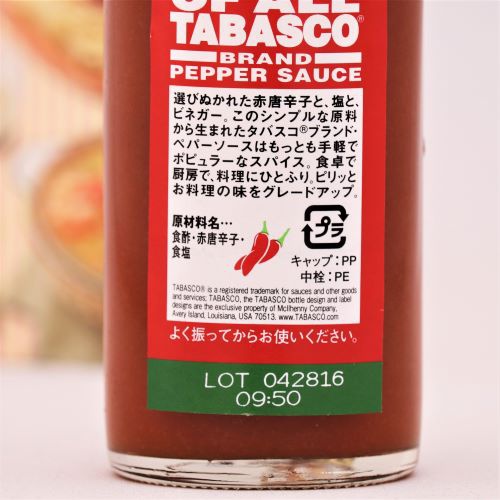 OF ALL
TABASCO®
BRAND
PEPPER SAUCE
選びぬかれた赤唐辛子と、塩と、
ビネガー。このシンプルな原料
から生まれたタバスコ®ブランド・
ペパーソースはもっとも手軽で
ポピュラーなスパイス。食卓で
厨房で、料理にひとふり。ピリッと
お料理の味をグレードアップ。
原材料名…
食酢・赤唐辛子・
食塩
プラ
キャップ:PP
中栓:PE
TABASCO® is a registered trademark for sauces and other goods
and services; TABASCO, the TABASCO bottle design and label
designs are the exclusive property of McIlhenny Company,
Avery Island, Louisiana, USA 70513. www.TABASCO.com
よく振ってからお使いください。
LOT 042816
09:50